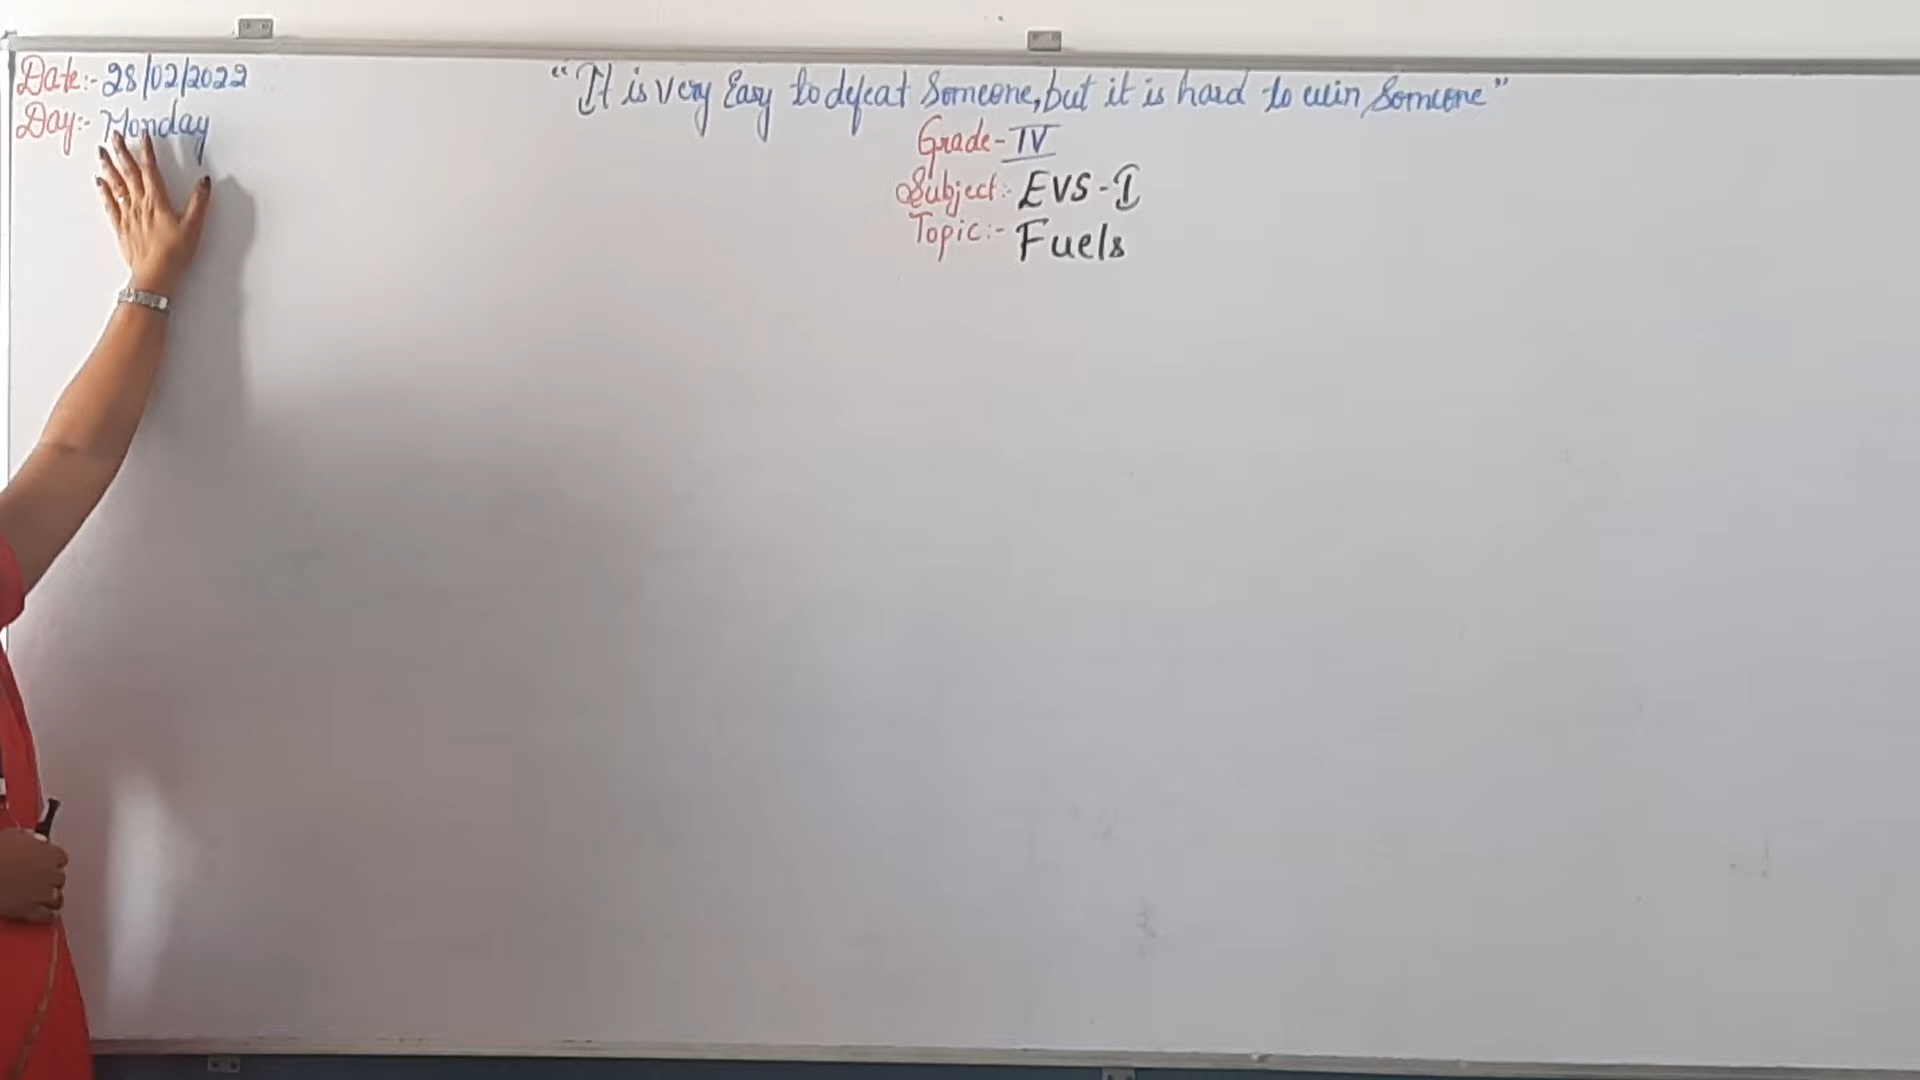 Date:- 28/02/2022
Day:- Monday
"It is very Easy to defeat Someone, but it is hard to win Someone"
Grade- IV
Subject:- EVS-I
Topic:- Fuels